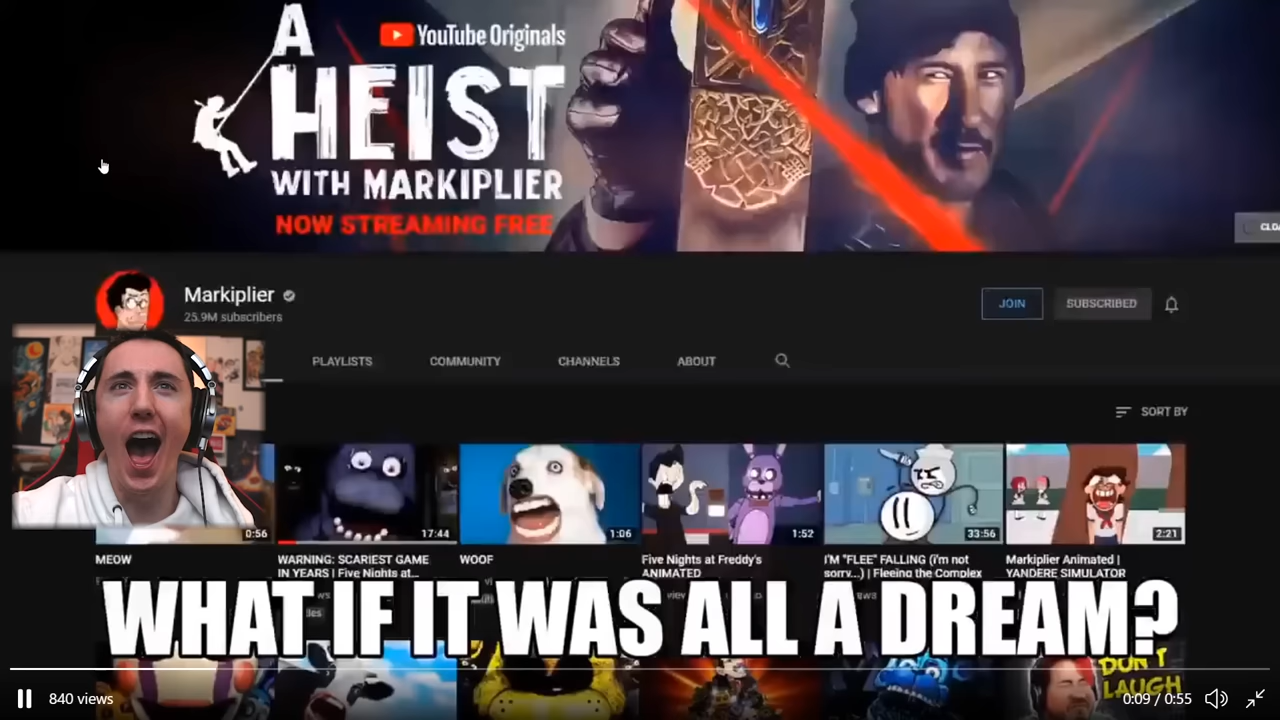 A
YouTube Originals
HEIST
WITH MARKIPLIER
NOW STREAMING FREE
Markiplier
25.9M subscribers
JOIN
SUBSCRIBED
PLAYLISTS
COMMUNITY
CHANNELS
ABOUT
SORT BY
0:56
17:44
1:06
1:52
33:56
2:21
MEOW
WARNING: SCARIEST GAME
IN YEARS | Five Nights at...
WOOF
Five Nights at Freddy's
ANIMATED
I'M "FLEE" FALLING (i'm not
sorry...) | Fleeing the Complex
Markiplier Animated |
YANDERE SIMULATOR
WHAT IF IT WAS ALL A DREAM?
DON'T
LAUGH
840 views
0:09 / 0:55